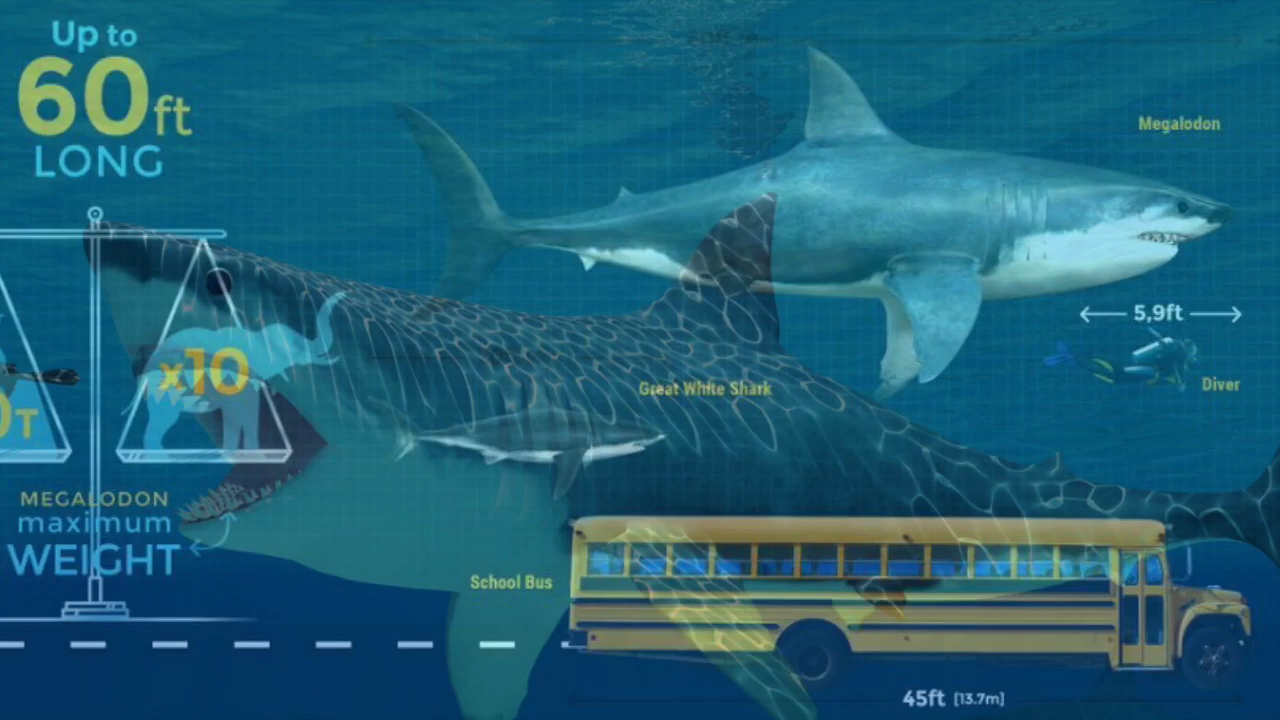 Up to
60ft
LONG
Megalodon
5,9ft
Diver
x10
Great White Shark
MEGALODON
maximum
WEIGHT
School Bus
45ft [13.7m]